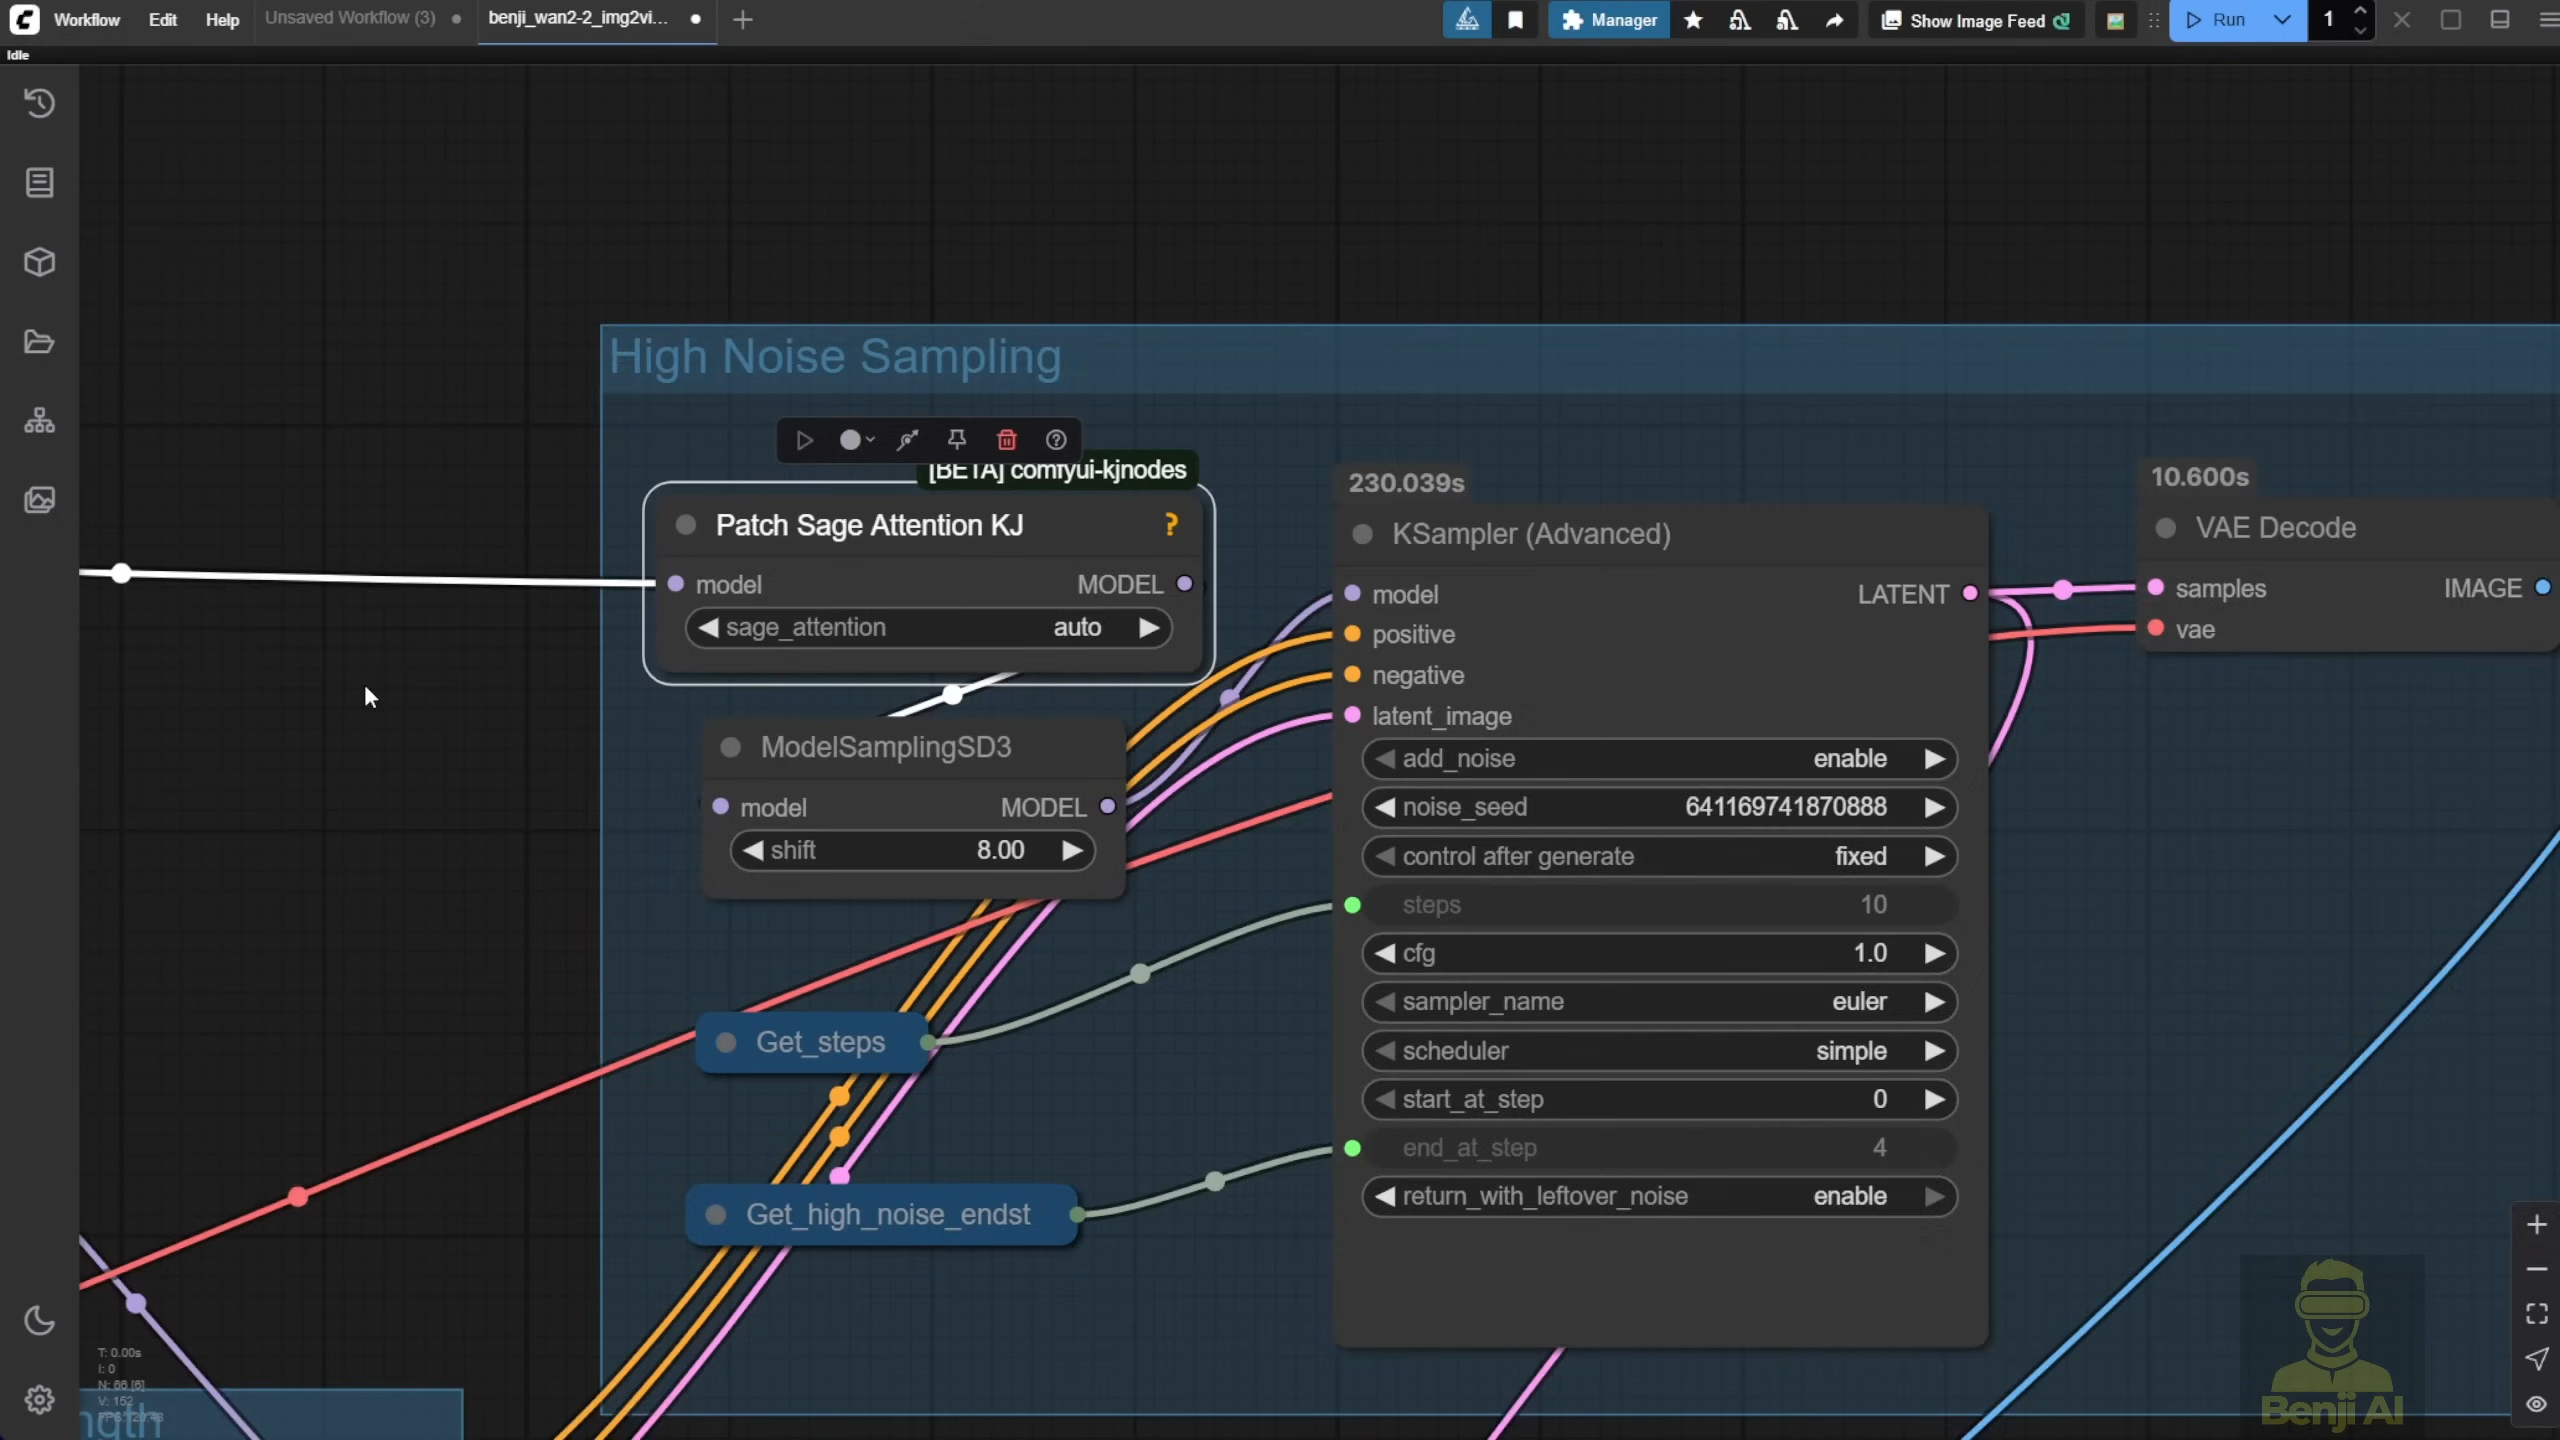 Workflow Edit Help Unsaved Workflow (3) benji_wan2-2_img2vi... Manager Show Image Feed Run 1
Idle
High Noise Sampling
[BETA] comfyui-kjnodes
Patch Sage Attention KJ ?
model MODEL
sage_attention auto
ModelSamplingSD3
model MODEL
shift 8.00
Get_steps
Get_high_noise_endst
230.039s
KSampler (Advanced)
model LATENT
positive
negative
latent_image
add_noise enable
noise_seed 641169741870888
control after generate fixed
steps 10
cfg 1.0
sampler_name euler
scheduler simple
start_at_step 0
end_at_step 4
return_with_leftover_noise enable
10.600s
VAE Decode
samples IMAGE
vae
T: 0.00s
I: 0
N: 66 [6]
V: 152
ngth
Benji AI